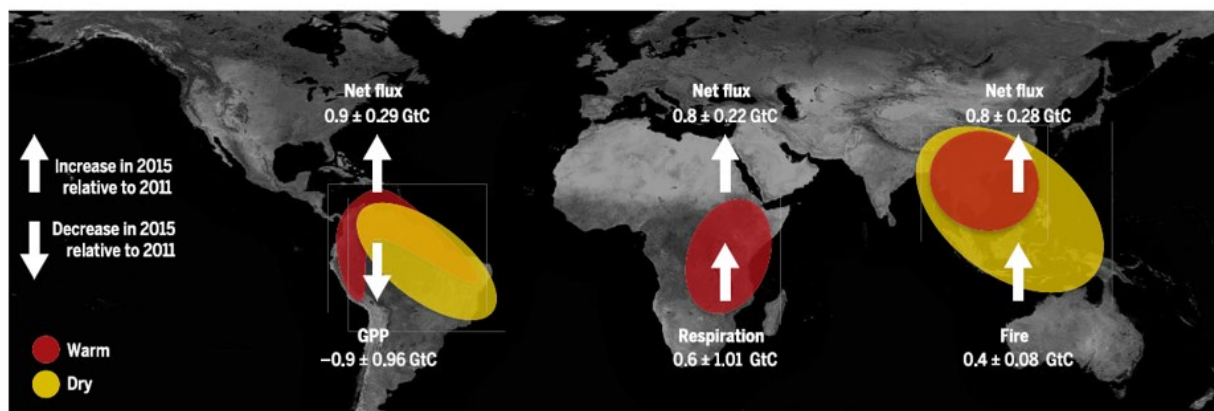 Net flux
0.9 ± 0.29 GtC
Net flux
0.8 ± 0.22 GtC
Net flux
0.8 ± 0.28 GtC
Increase in 2015
relative to 2011
Decrease in 2015
relative to 2011
GPP
−0.9 ± 0.96 GtC
Respiration
0.6 ± 1.01 GtC
Fire
0.4 ± 0.08 GtC
Warm
Dry